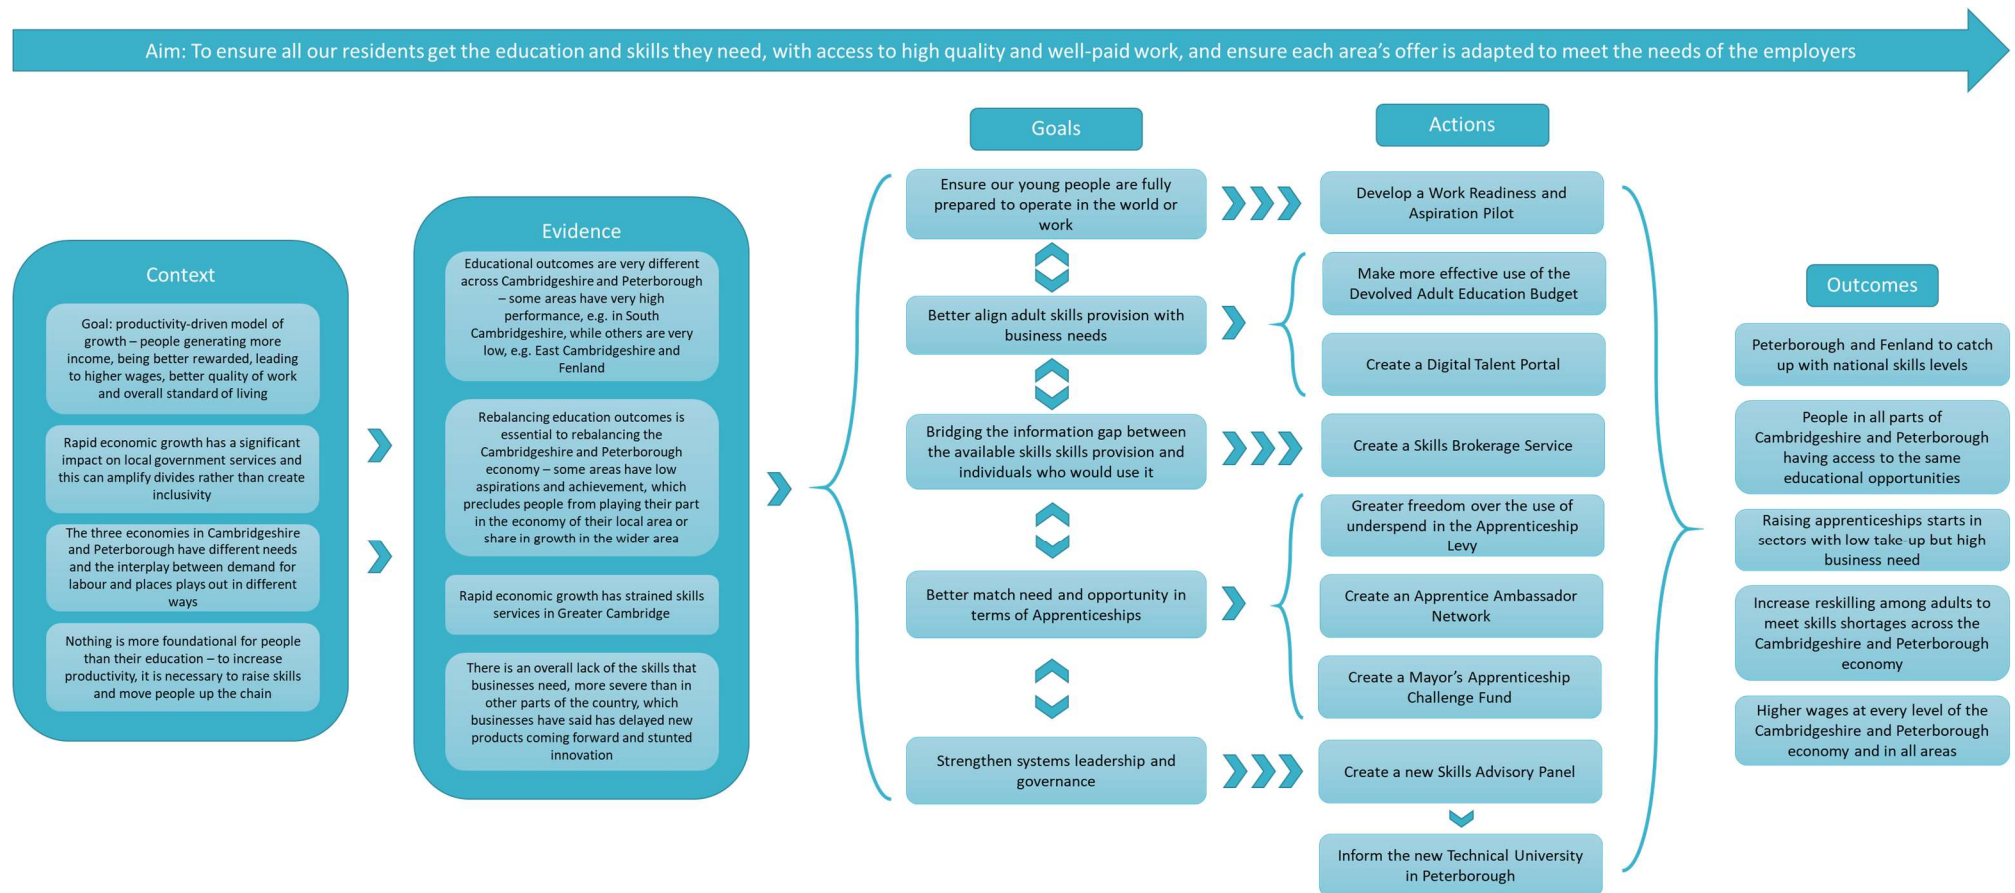 Aim: To ensure all our residents get the education and skills they need, with access to high quality and well-paid work, and ensure each area's offer is adapted to meet the needs of the employers
Context
Goal: productivity-driven model of
growth – people generating more
income, being better rewarded, leading
to higher wages, better quality of work
and overall standard of living
Rapid economic growth has a significant
impact on local government services and
this can amplify divides rather than create
inclusivity
The three economies in Cambridgeshire
and Peterborough have different needs
and the interplay between demand for
labour and places plays out in different
ways
Nothing is more foundational for people
than their education – to increase
productivity, it is necessary to raise skills
and move people up the chain
Evidence
Educational outcomes are very different
across Cambridgeshire and Peterborough
– some areas have very high
performance, e.g. in South
Cambridgeshire, while others are very
low, e.g. East Cambridgeshire and
Fenland
Rebalancing education outcomes is
essential to rebalancing the
Cambridgeshire and Peterborough
economy – some areas have low
aspirations and achievement, which
precludes people from playing their part
in the economy of their local area or
share in growth in the wider area
Rapid economic growth has strained skills
services in Greater Cambridge
There is an overall lack of the skills that
businesses need, more severe than in
other parts of the country, which
businesses have said has delayed new
products coming forward and stunted
innovation
Goals
Ensure our young people are fully
prepared to operate in the world or
work
Better align adult skills provision with
business needs
Bridging the information gap between
the available skills skills provision and
individuals who would use it
Better match need and opportunity in
terms of Apprenticeships
Strengthen systems leadership and
governance
Actions
Develop a Work Readiness and
Aspiration Pilot
Make more effective use of the
Devolved Adult Education Budget
Create a Digital Talent Portal
Create a Skills Brokerage Service
Greater freedom over the use of
underspend in the Apprenticeship
Levy
Create an Apprentice Ambassador
Network
Create a Mayor's Apprenticeship
Challenge Fund
Create a new Skills Advisory Panel
Inform the new Technical University
in Peterborough
Outcomes
Peterborough and Fenland to catch
up with national skills levels
People in all parts of
Cambridgeshire and Peterborough
having access to the same
educational opportunities
Raising apprenticeships starts in
sectors with low take-up but high
business need
Increase reskilling among adults to
meet skills shortages across the
Cambridgeshire and Peterborough
economy
Higher wages at every level of the
Cambridgeshire and Peterborough
economy and in all areas